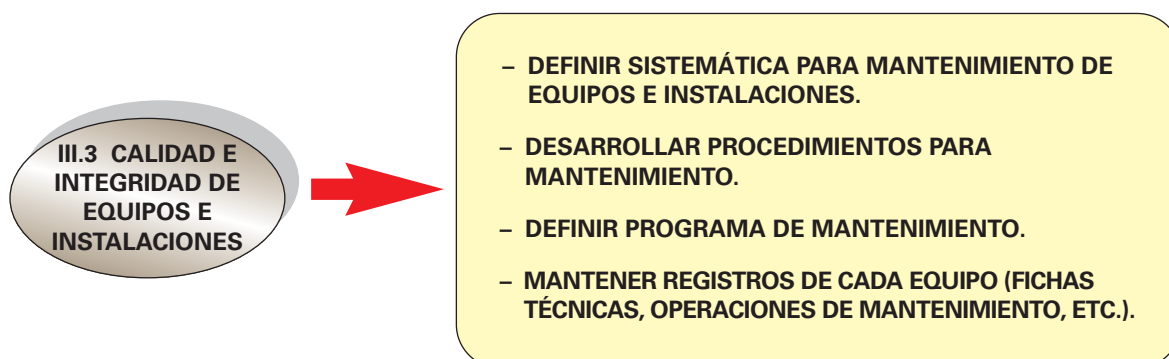 III.3 CALIDAD E
INTEGRIDAD DE
EQUIPOS E
INSTALACIONES
– DEFINIR SISTEMÁTICA PARA MANTENIMIENTO DE
EQUIPOS E INSTALACIONES.
– DESARROLLAR PROCEDIMIENTOS PARA
MANTENIMIENTO.
– DEFINIR PROGRAMA DE MANTENIMIENTO.
– MANTENER REGISTROS DE CADA EQUIPO (FICHAS
TÉCNICAS, OPERACIONES DE MANTENIMIENTO, ETC.).